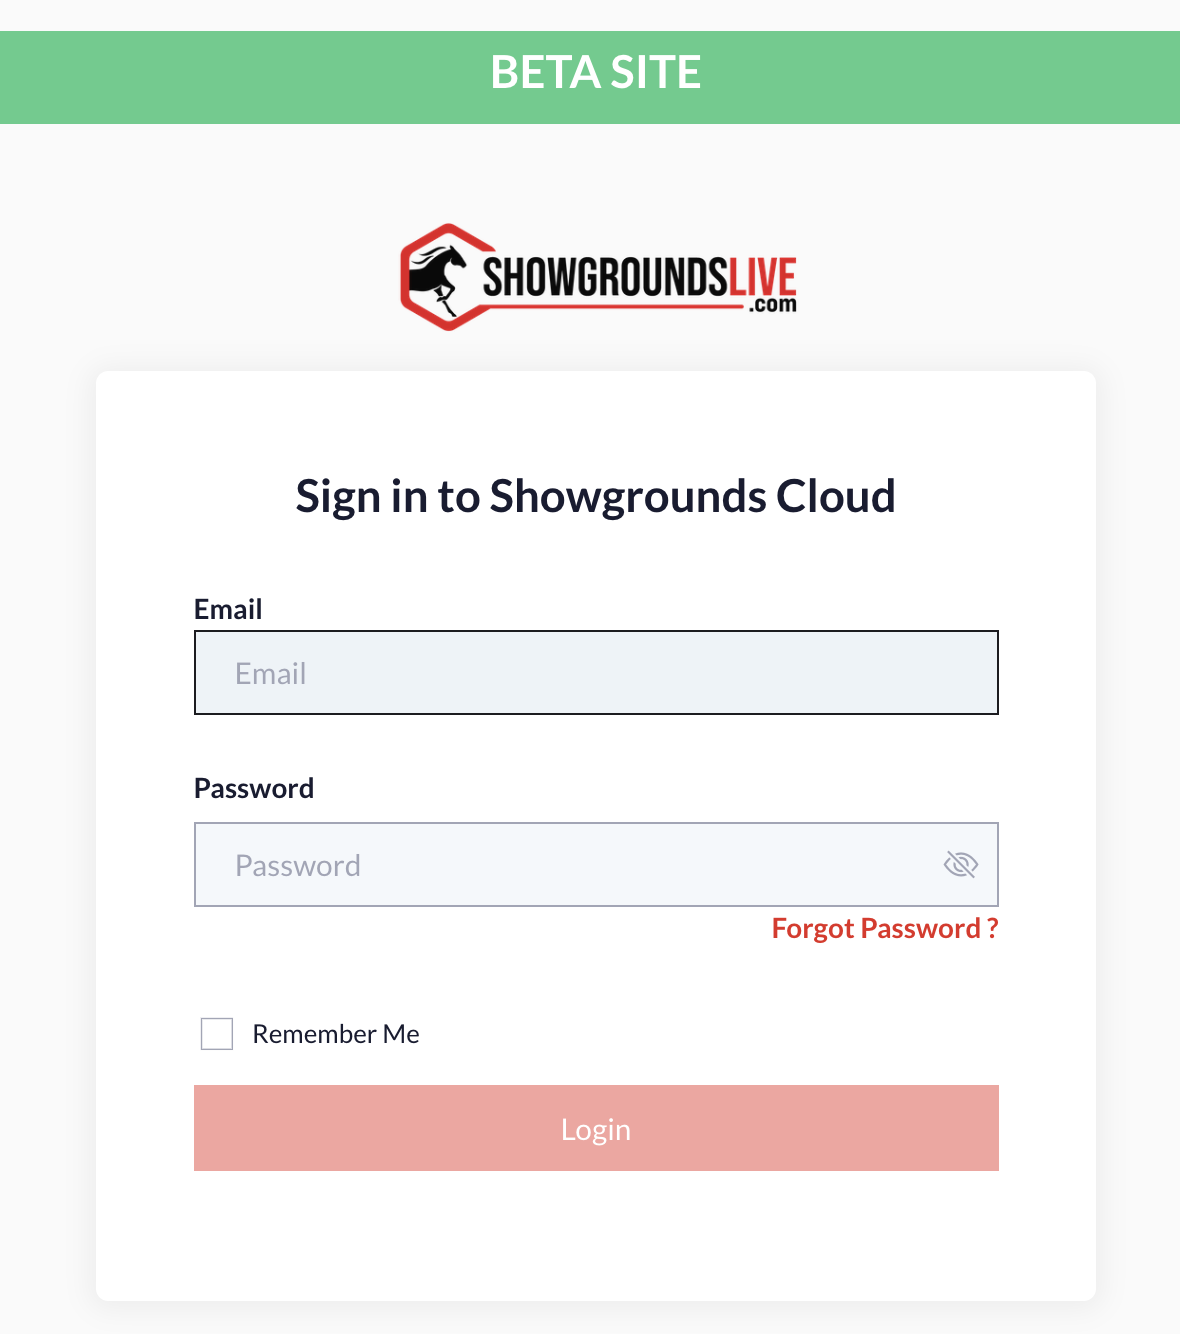 BETA SITE
SHOWGROUNDSLIVE
.com
Sign in to Showgrounds Cloud
Email
Email
Password
Password
Forgot Password ?
Remember Me
Login